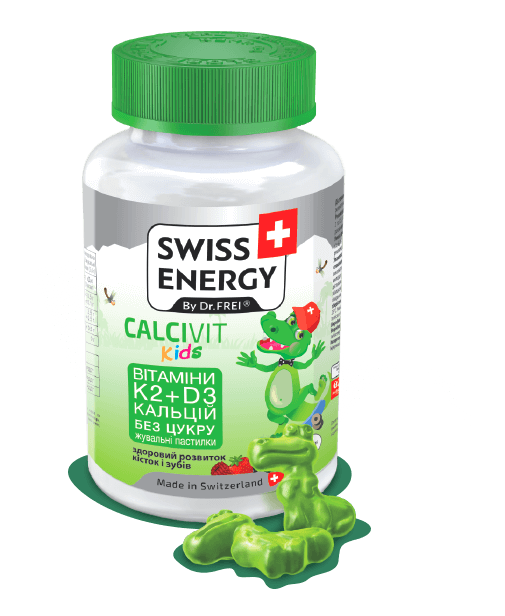 SWISS
ENERGY
By Dr. FREI®
CALCIVIT
Kids
ВІТАМІНИ
K2+D3
КАЛЬЦІЙ
БЕЗ ЦУКРУ
жувальні пастилки
здоровий розвиток
кісток і зубів
Made in Switzerland